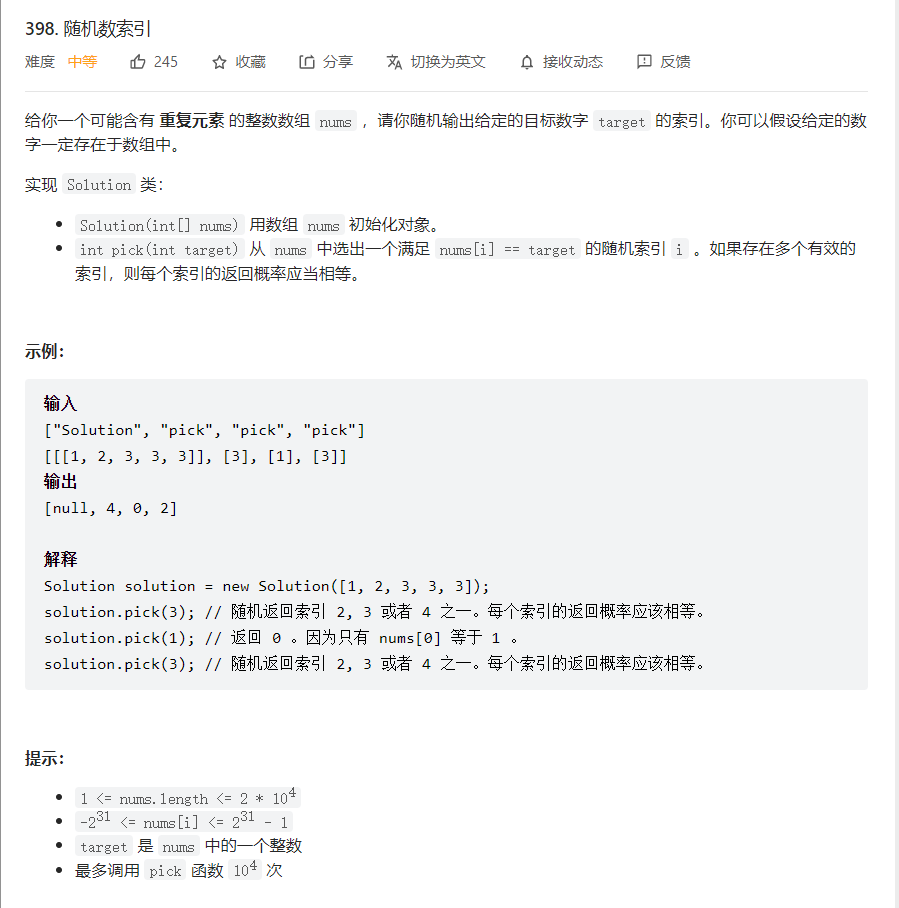 398. 随机数索引
难度 中等 245 收藏 分享 切换为英文 接收动态 反馈
给你一个可能含有 重复元素 的整数数组 nums ，请你随机输出给定的目标数字 target 的索引。你可以假设给定的数
字一定存在于数组中。
实现 Solution 类：
• Solution(int[] nums) 用数组 nums 初始化对象。
• int pick(int target) 从 nums 中选出一个满足 nums[i] == target 的随机索引 i 。如果存在多个有效的
索引，则每个索引的返回概率应当相等。
示例：
输入
["Solution", "pick", "pick", "pick"]
[[[1, 2, 3, 3, 3]], [3], [1], [3]]
输出
[null, 4, 0, 2]
解释
Solution solution = new Solution([1, 2, 3, 3, 3]);
solution.pick(3); // 随机返回索引 2, 3 或者 4 之一。每个索引的返回概率应该相等。
solution.pick(1); // 返回 0 。因为只有 nums[0] 等于 1 。
solution.pick(3); // 随机返回索引 2, 3 或者 4 之一。每个索引的返回概率应该相等。
提示：
• 1 <= nums.length <= 2 * 10⁴
• -2³¹ <= nums[i] <= 2³¹ - 1
• target 是 nums 中的一个整数
• 最多调用 pick 函数 10⁴ 次